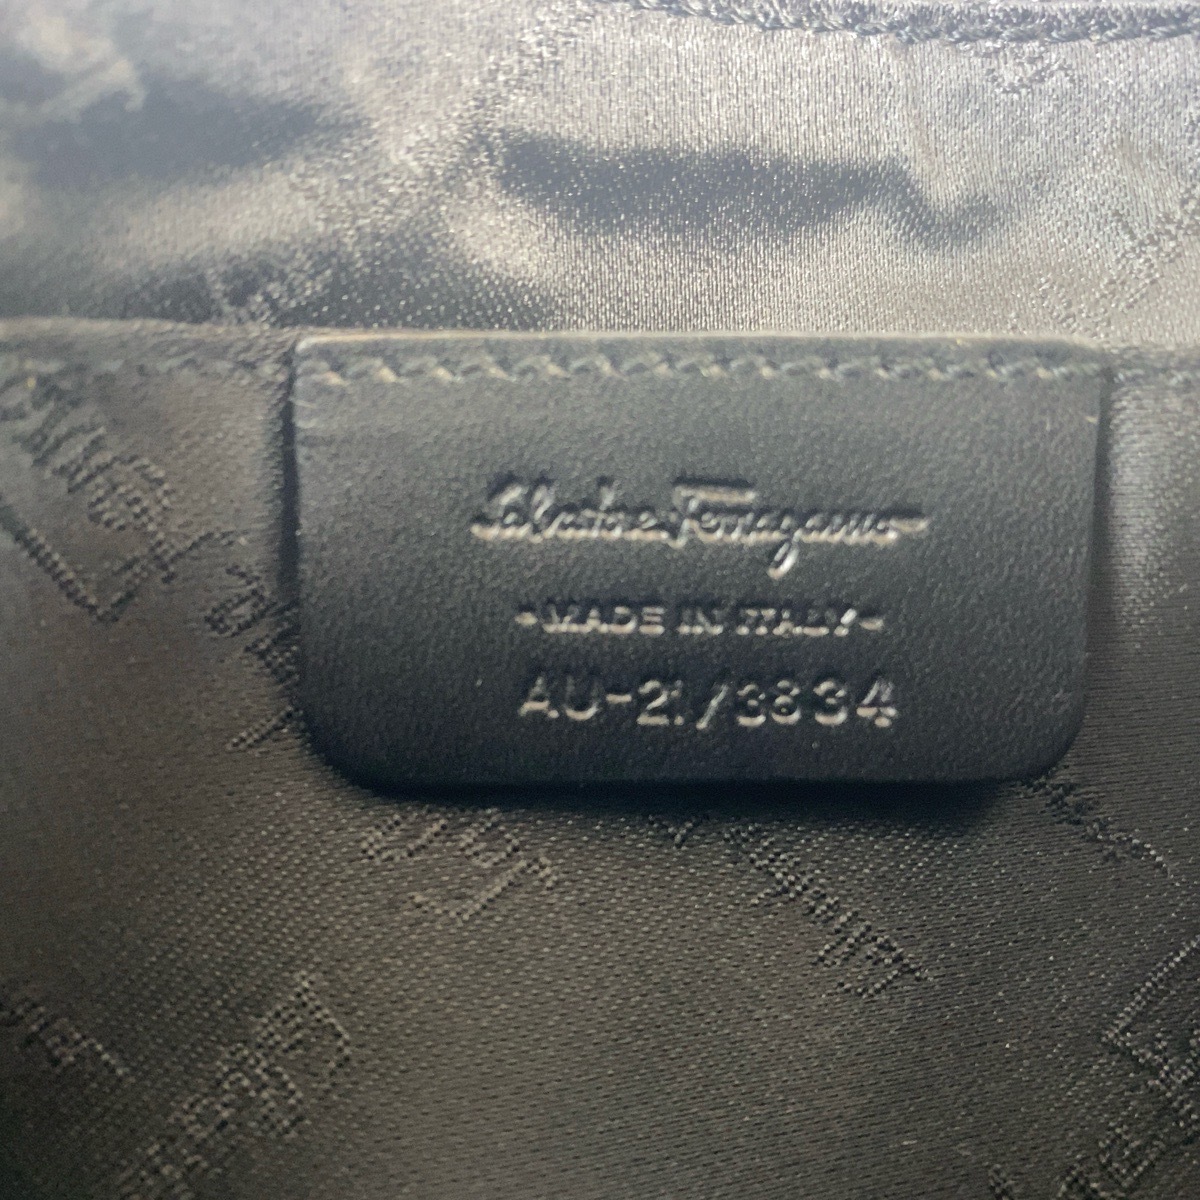 Salvatore Ferragamo
-MADE IN ITALY-
AU-21/3834